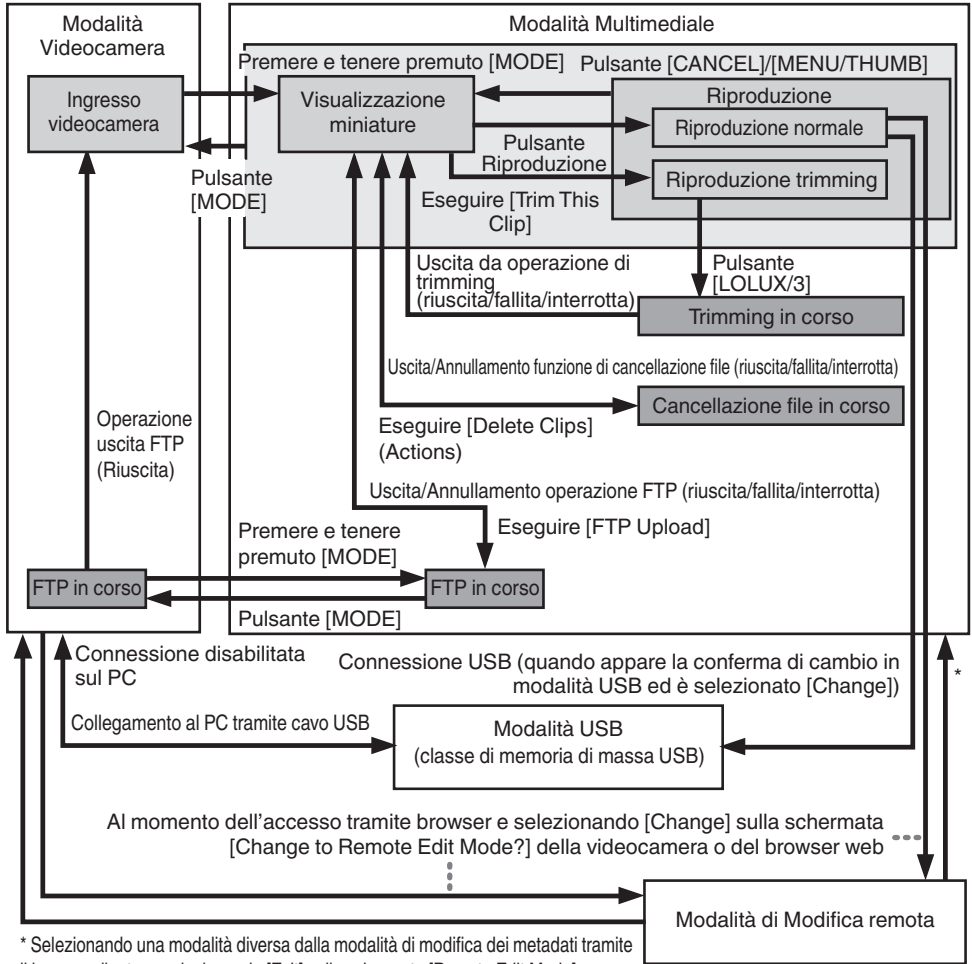 Modalità
Videocamera
Modalità Multimediale
Premere e tenere premuto [MODE]
Pulsante [CANCEL]/[MENU/THUMB]
Ingresso
videocamera
Visualizzazione
miniature
Riproduzione
Riproduzione normale
Pulsante
Riproduzione
Riproduzione trimming
Pulsante
[MODE]
Eseguire [Trim This
Clip]
Uscita da operazione di
trimming
(riuscita/fallita/interrotta)
Pulsante
[LOLUX/3]
Trimming in corso
Uscita/Annullamento funzione di cancellazione file (riuscita/fallita/interrotta)
Cancellazione file in corso
Eseguire [Delete Clips]
(Actions)
Operazione
uscita FTP
(Riuscita)
Uscita/Annullamento operazione FTP (riuscita/fallita/interrotta)
Eseguire [FTP Upload]
Premere e tenere
premuto [MODE]
FTP in corso
FTP in corso
Pulsante [MODE]
Connessione disabilitata
sul PC
Connessione USB (quando appare la conferma di cambio in
modalità USB ed è selezionato [Change])
*
Collegamento al PC tramite cavo USB
Modalità USB
(classe di memoria di massa USB)
Al momento dell'accesso tramite browser e selezionando [Change] sulla schermata
[Change to Remote Edit Mode?] della videocamera o del browser web
Modalità di Modifica remota
* Selezionando una modalità diversa dalla modalità di modifica dei metadati tramite